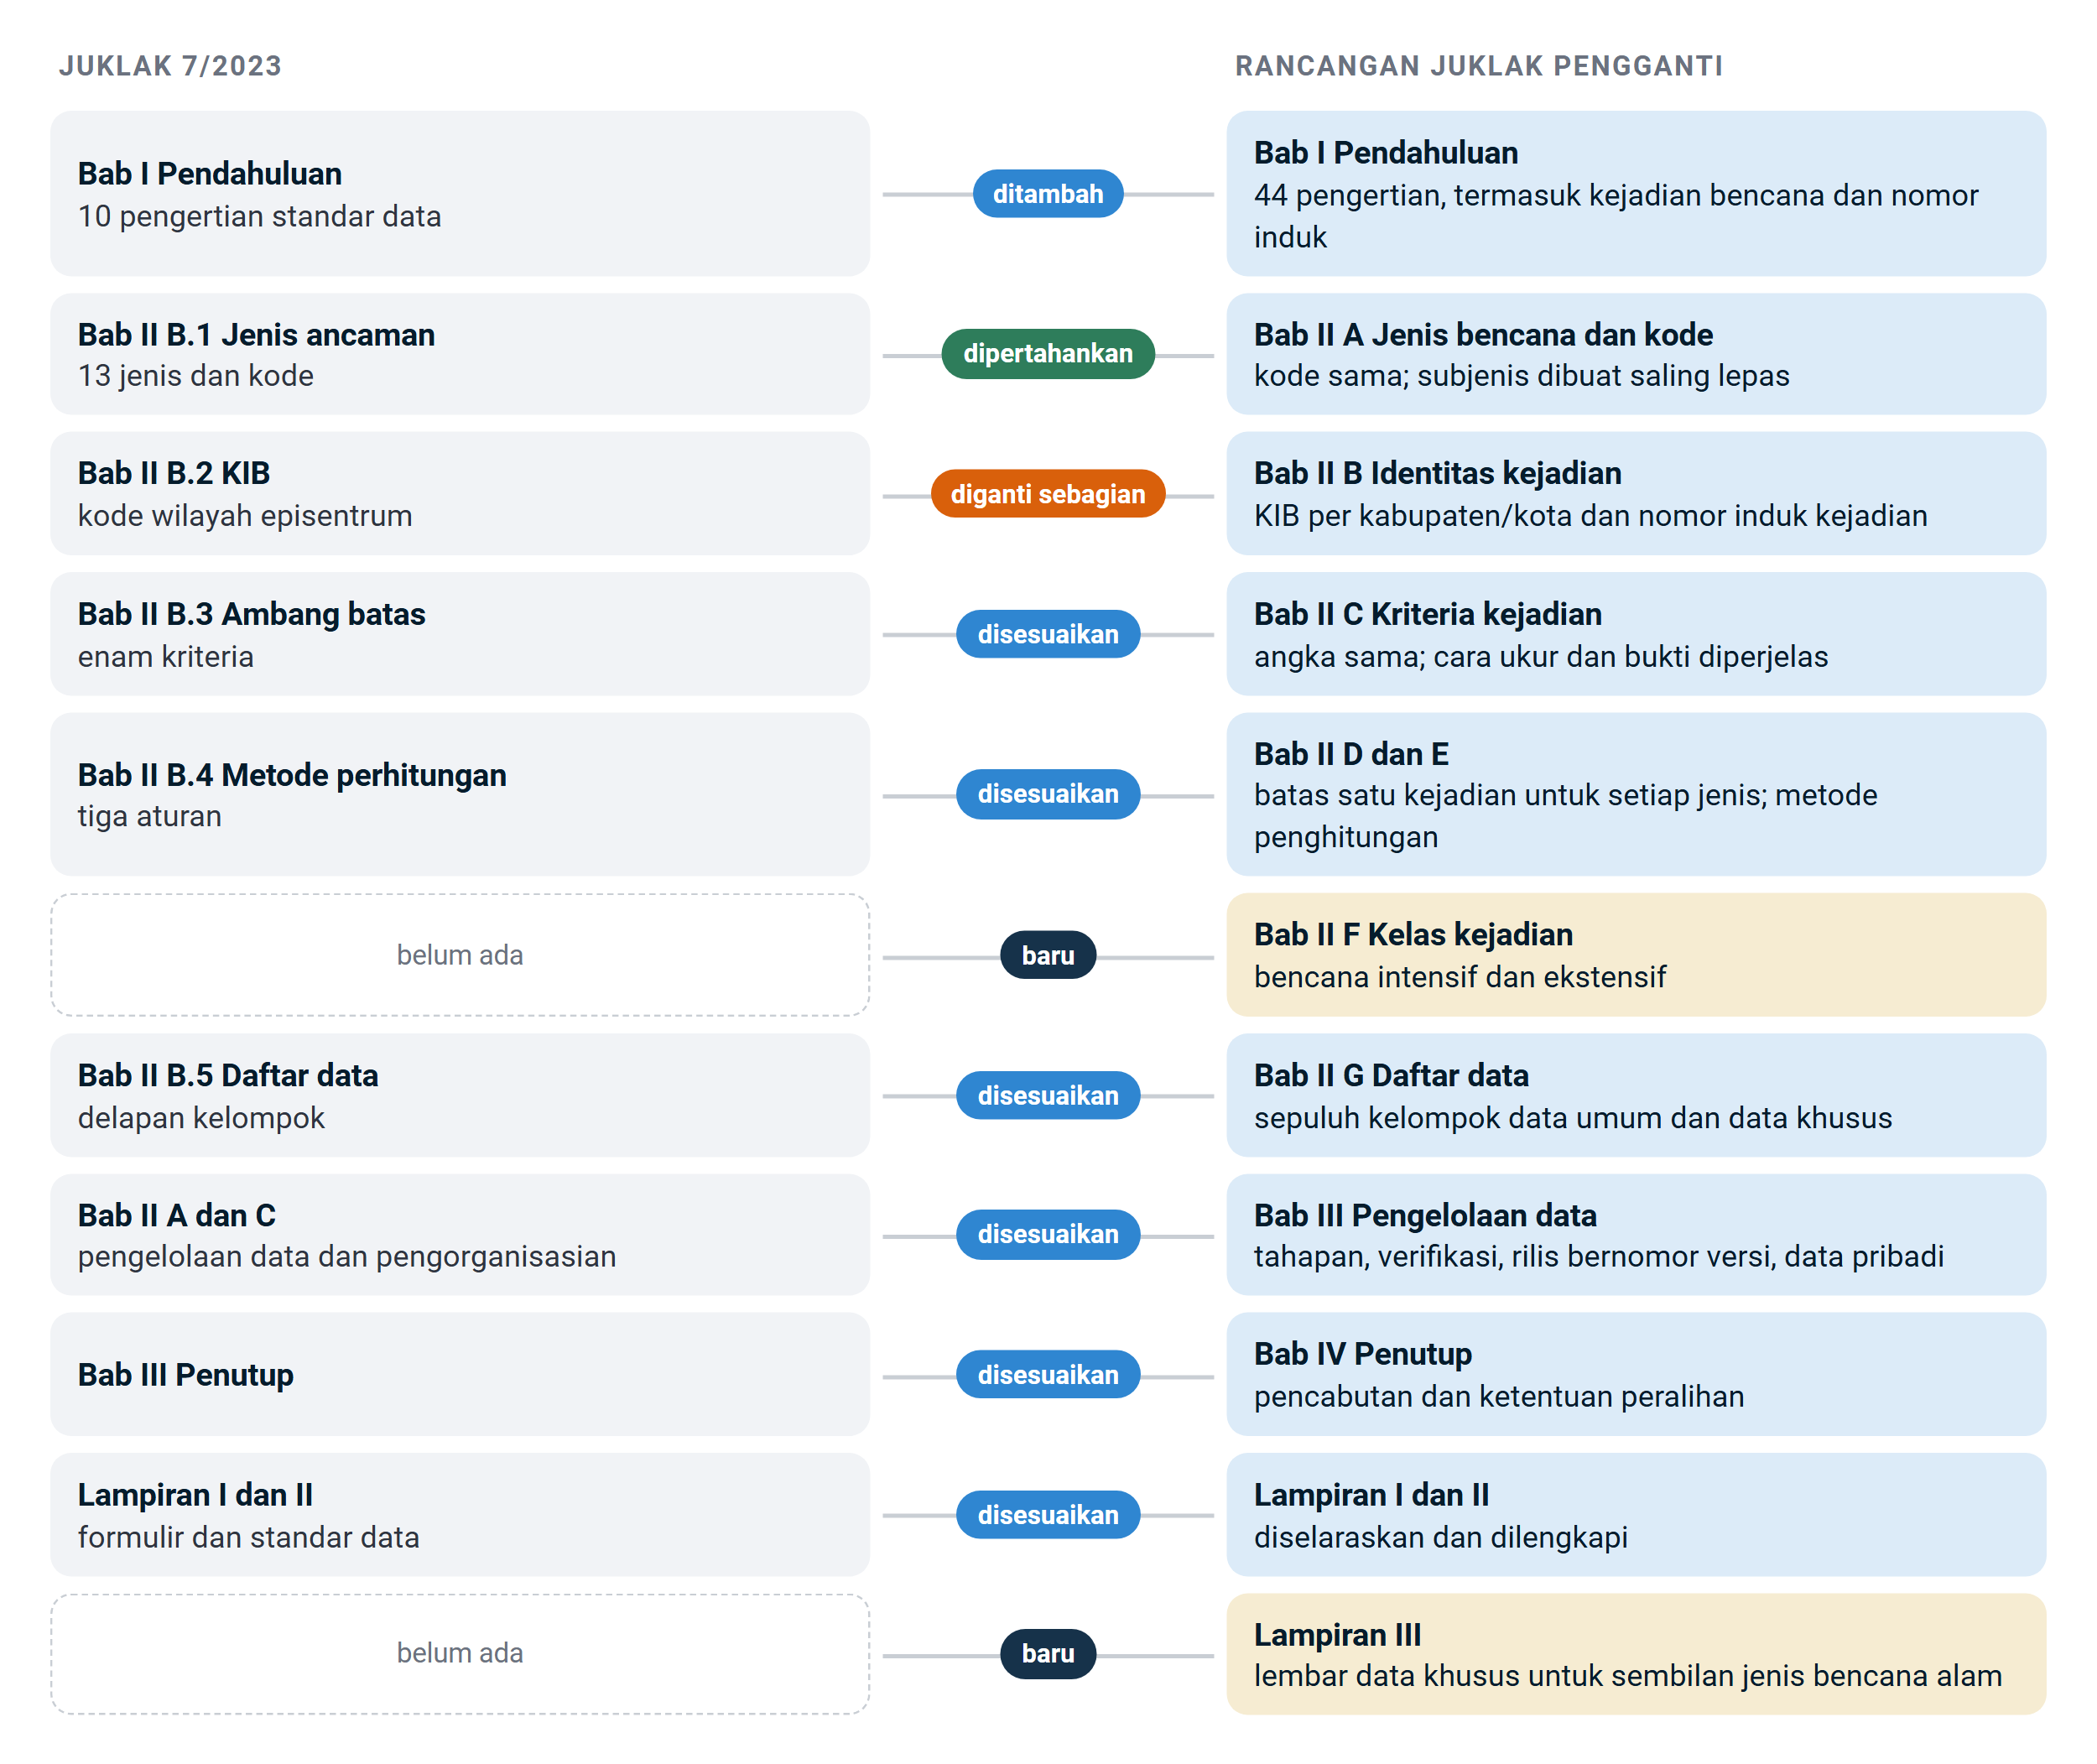 JUKLAK 7/2023
RANCANGAN JUKLAK PENGGANTI
Bab I Pendahuluan
10 pengertian standar data
ditambah
Bab I Pendahuluan
44 pengertian, termasuk kejadian bencana dan nomor
induk
Bab II B.1 Jenis ancaman
13 jenis dan kode
dipertahankan
Bab II A Jenis bencana dan kode
kode sama; subjenis dibuat saling lepas
Bab II B.2 KIB
kode wilayah episentrum
diganti sebagian
Bab II B Identitas kejadian
KIB per kabupaten/kota dan nomor induk kejadian
Bab II B.3 Ambang batas
enam kriteria
disesuaikan
Bab II C Kriteria kejadian
angka sama; cara ukur dan bukti diperjelas
Bab II B.4 Metode perhitungan
tiga aturan
disesuaikan
Bab II D dan E
batas satu kejadian untuk setiap jenis; metode
penghitungan
belum ada
baru
Bab II F Kelas kejadian
bencana intensif dan ekstensif
Bab II B.5 Daftar data
delapan kelompok
disesuaikan
Bab II G Daftar data
sepuluh kelompok data umum dan data khusus
Bab II A dan C
pengelolaan data dan pengorganisasian
disesuaikan
Bab III Pengelolaan data
tahapan, verifikasi, rilis bernomor versi, data pribadi
Bab III Penutup
disesuaikan
Bab IV Penutup
pencabutan dan ketentuan peralihan
Lampiran I dan II
formulir dan standar data
disesuaikan
Lampiran I dan II
diselaraskan dan dilengkapi
belum ada
baru
Lampiran III
lembar data khusus untuk sembilan jenis bencana alam